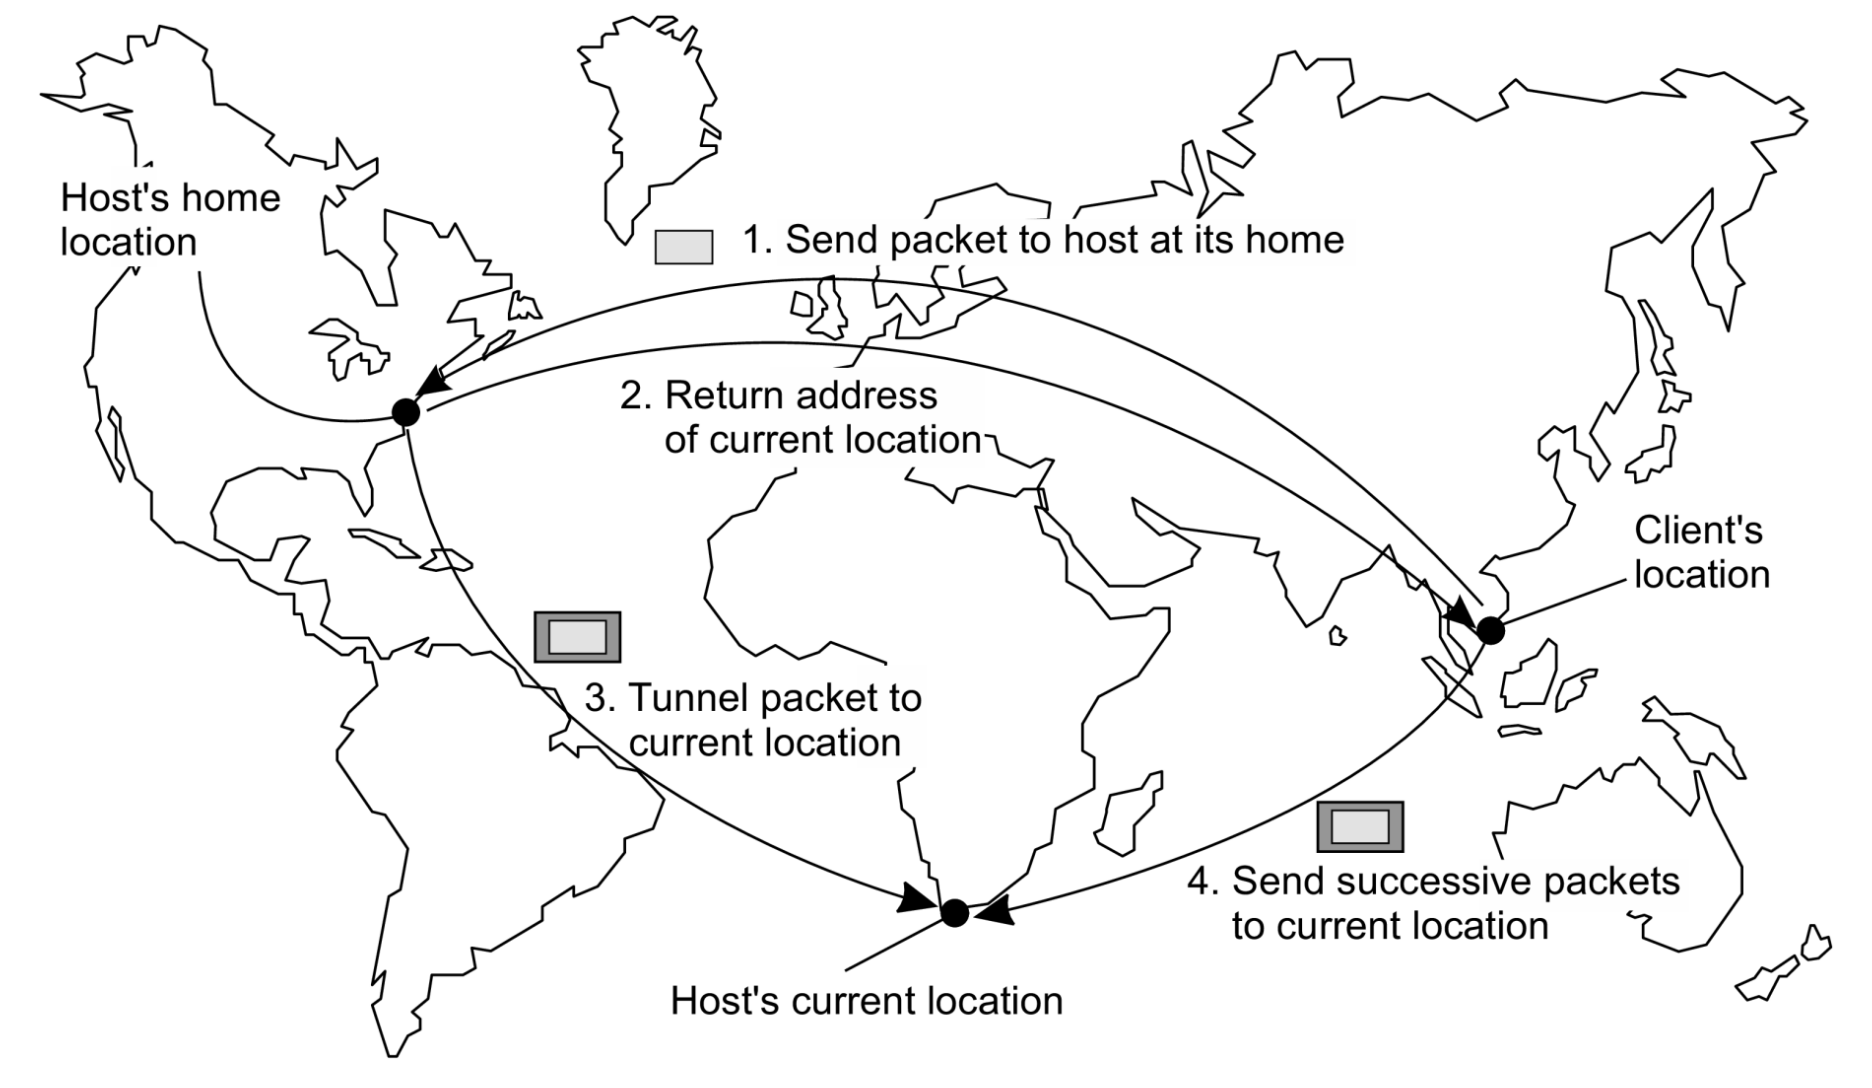 Host's home
location
1. Send packet to host at its home
2. Return address
of current location
Client's
location
3. Tunnel packet to
current location
4. Send successive packets
to current location
Host's current location